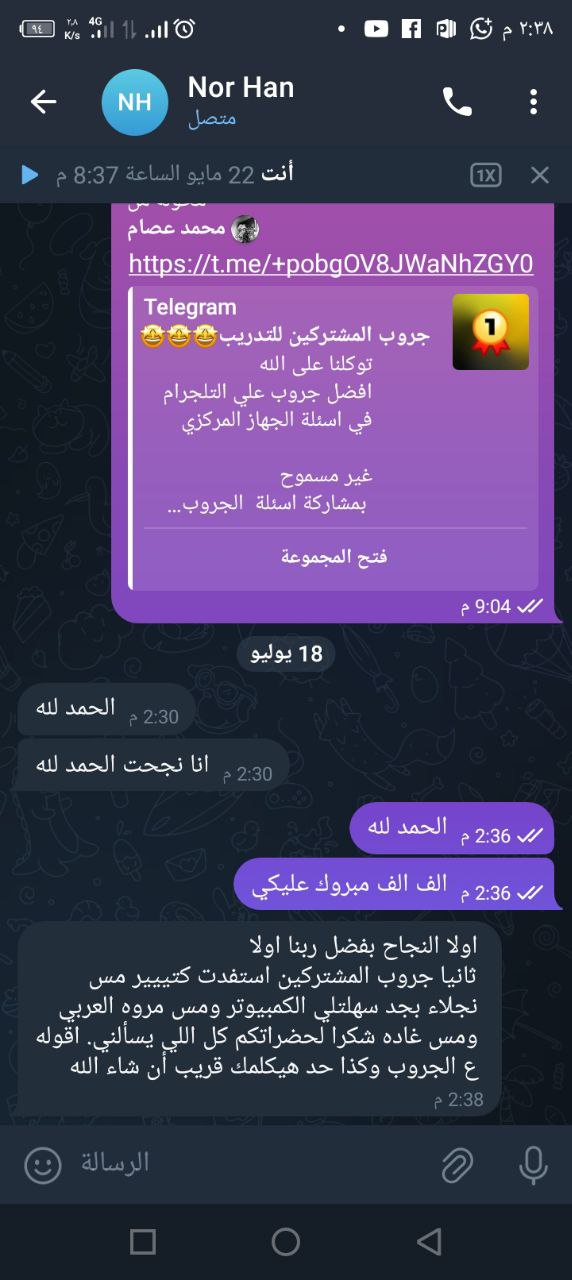 ٩٤
٢٫٨ K/s
4G
٢:٣٨ م
NH
Nor Han
متصل
أنت 22 مايو الساعة 8:37 م
1X
محمد عصام
https://t.me/+pobgOV8JWaNhZGY0
Telegram
جروب المشتركين للتدريب🤩🤩🤩
1
توكلنا على الله
افضل جروب علي التلجرام
في اسئلة الجهاز المركزي
غير مسموح
بمشاركة اسئلة الجروب...
فتح المجموعة
9:04 م
18 يوليو
الحمد لله
2:30 م
انا نجحت الحمد لله
2:30 م
الحمد لله
2:36 م
الف الف مبروك عليكي
2:36 م
اولا النجاح بفضل ربنا اولا
ثانيا جروب المشتركين استفدت كتييير مس
نجلاء بجد سهلتلي الكمبيوتر ومس مروه العربي
ومس غاده شكرا لحضراتكم كل اللي يسألني. اقوله
ع الجروب وكذا حد هيكلمك قريب أن شاء الله
2:38 م
الرسالة